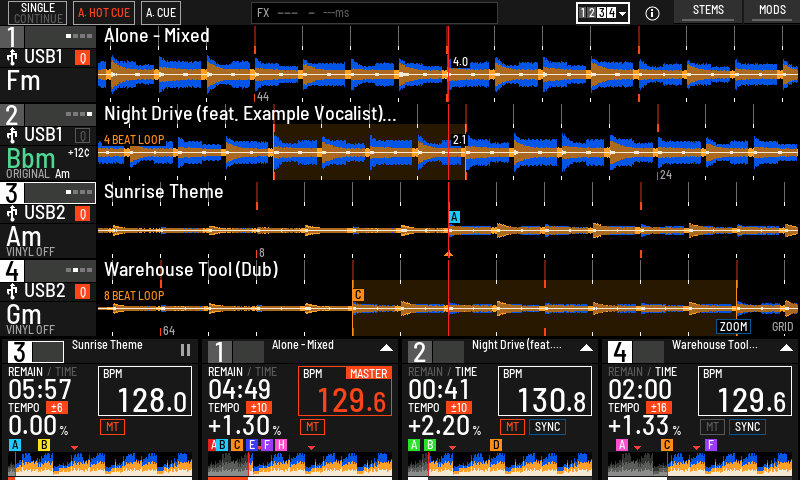 SINGLE
CONTINUE
A. HOT CUE
A. CUE
FX --- - ---ms
1 2 3 4
STEMS
MODS
1
Alone - Mixed
USB1
0
Fm
4.0
44
2
Night Drive (feat. Example Vocalist)...
USB1
0
4 BEAT LOOP
Bbm
+12¢
ORIGINAL Am
2.1
24
3
Sunrise Theme
USB2
0
Am
VINYL OFF
A
8
4
Warehouse Tool (Dub)
USB2
0
8 BEAT LOOP
C
Gm
VINYL OFF
64
ZOOM
GRID
3
Sunrise Theme
REMAIN / TIME
BPM
05:57
128.0
TEMPO ±6
0.00 %
MT
A B
1
Alone - Mixed
REMAIN / TIME
BPM
MASTER
04:49
129.6
TEMPO ±10
+1.30 %
MT
A B C E F H
2
Night Drive (feat....
REMAIN / TIME
BPM
00:41
130.8
TEMPO ±10
+2.20 %
MT
SYNC
A B D
4
Warehouse Tool...
REMAIN / TIME
BPM
02:00
129.6
TEMPO ±16
+1.33 %
MT
SYNC
A C F